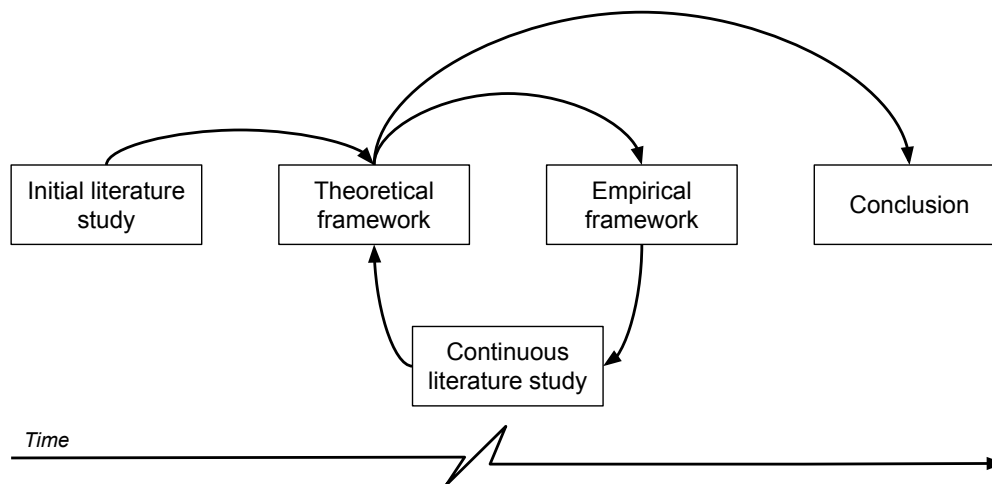 Initial literature
study
Theoretical
framework
Empirical
framework
Conclusion
Continuous
literature study
Time